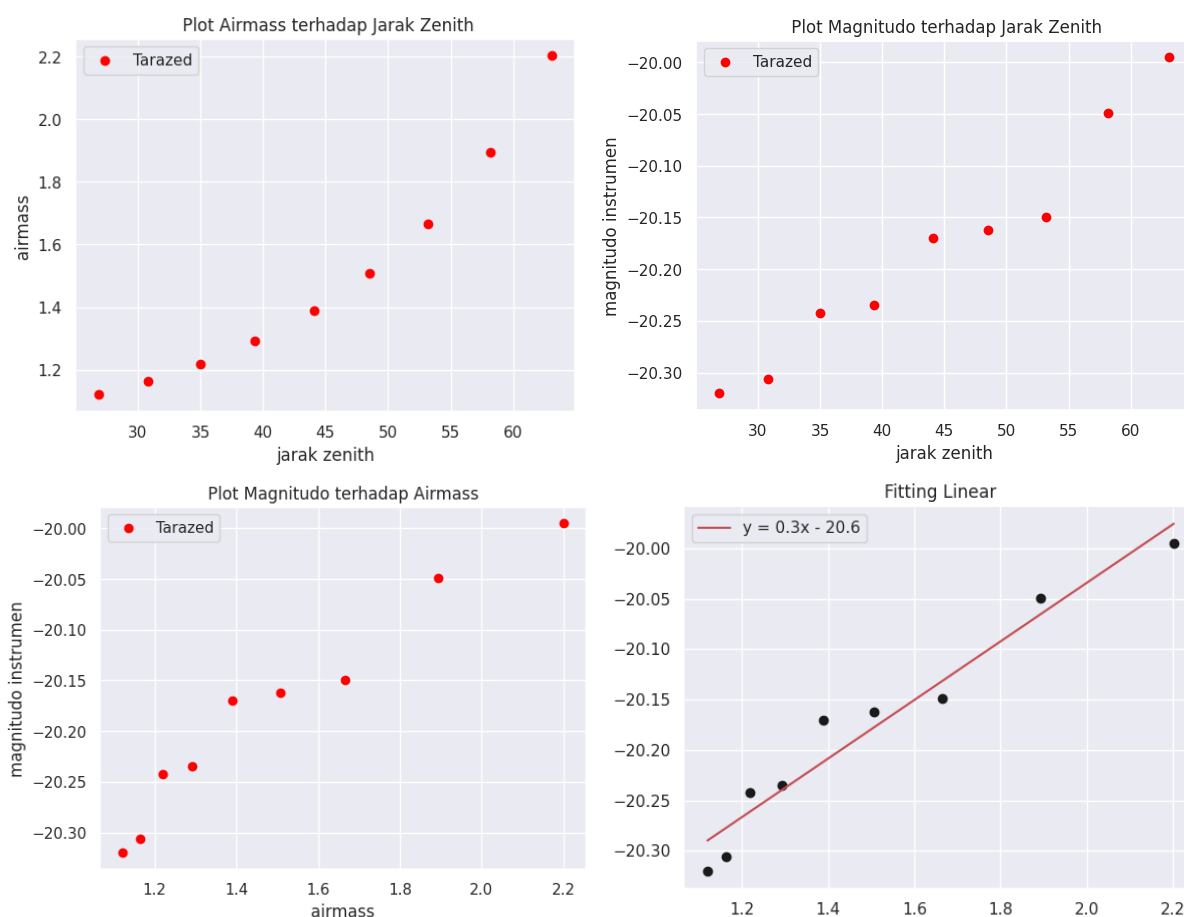 Plot Airmass terhadap Jarak Zenith
Tarazed
airmass
2.2
2.0
1.8
1.6
1.4
1.2
30 35 40 45 50 55 60
jarak zenith
Plot Magnitudo terhadap Jarak Zenith
Tarazed
magnitudo instrumen
−20.00
−20.05
−20.10
−20.15
−20.20
−20.25
−20.30
30 35 40 45 50 55 60
jarak zenith
Plot Magnitudo terhadap Airmass
Tarazed
magnitudo instrumen
−20.00
−20.05
−20.10
−20.15
−20.20
−20.25
−20.30
1.2 1.4 1.6 1.8 2.0 2.2
airmass
Fitting Linear
y = 0.3x - 20.6
−20.00
−20.05
−20.10
−20.15
−20.20
−20.25
−20.30
1.2 1.4 1.6 1.8 2.0 2.2